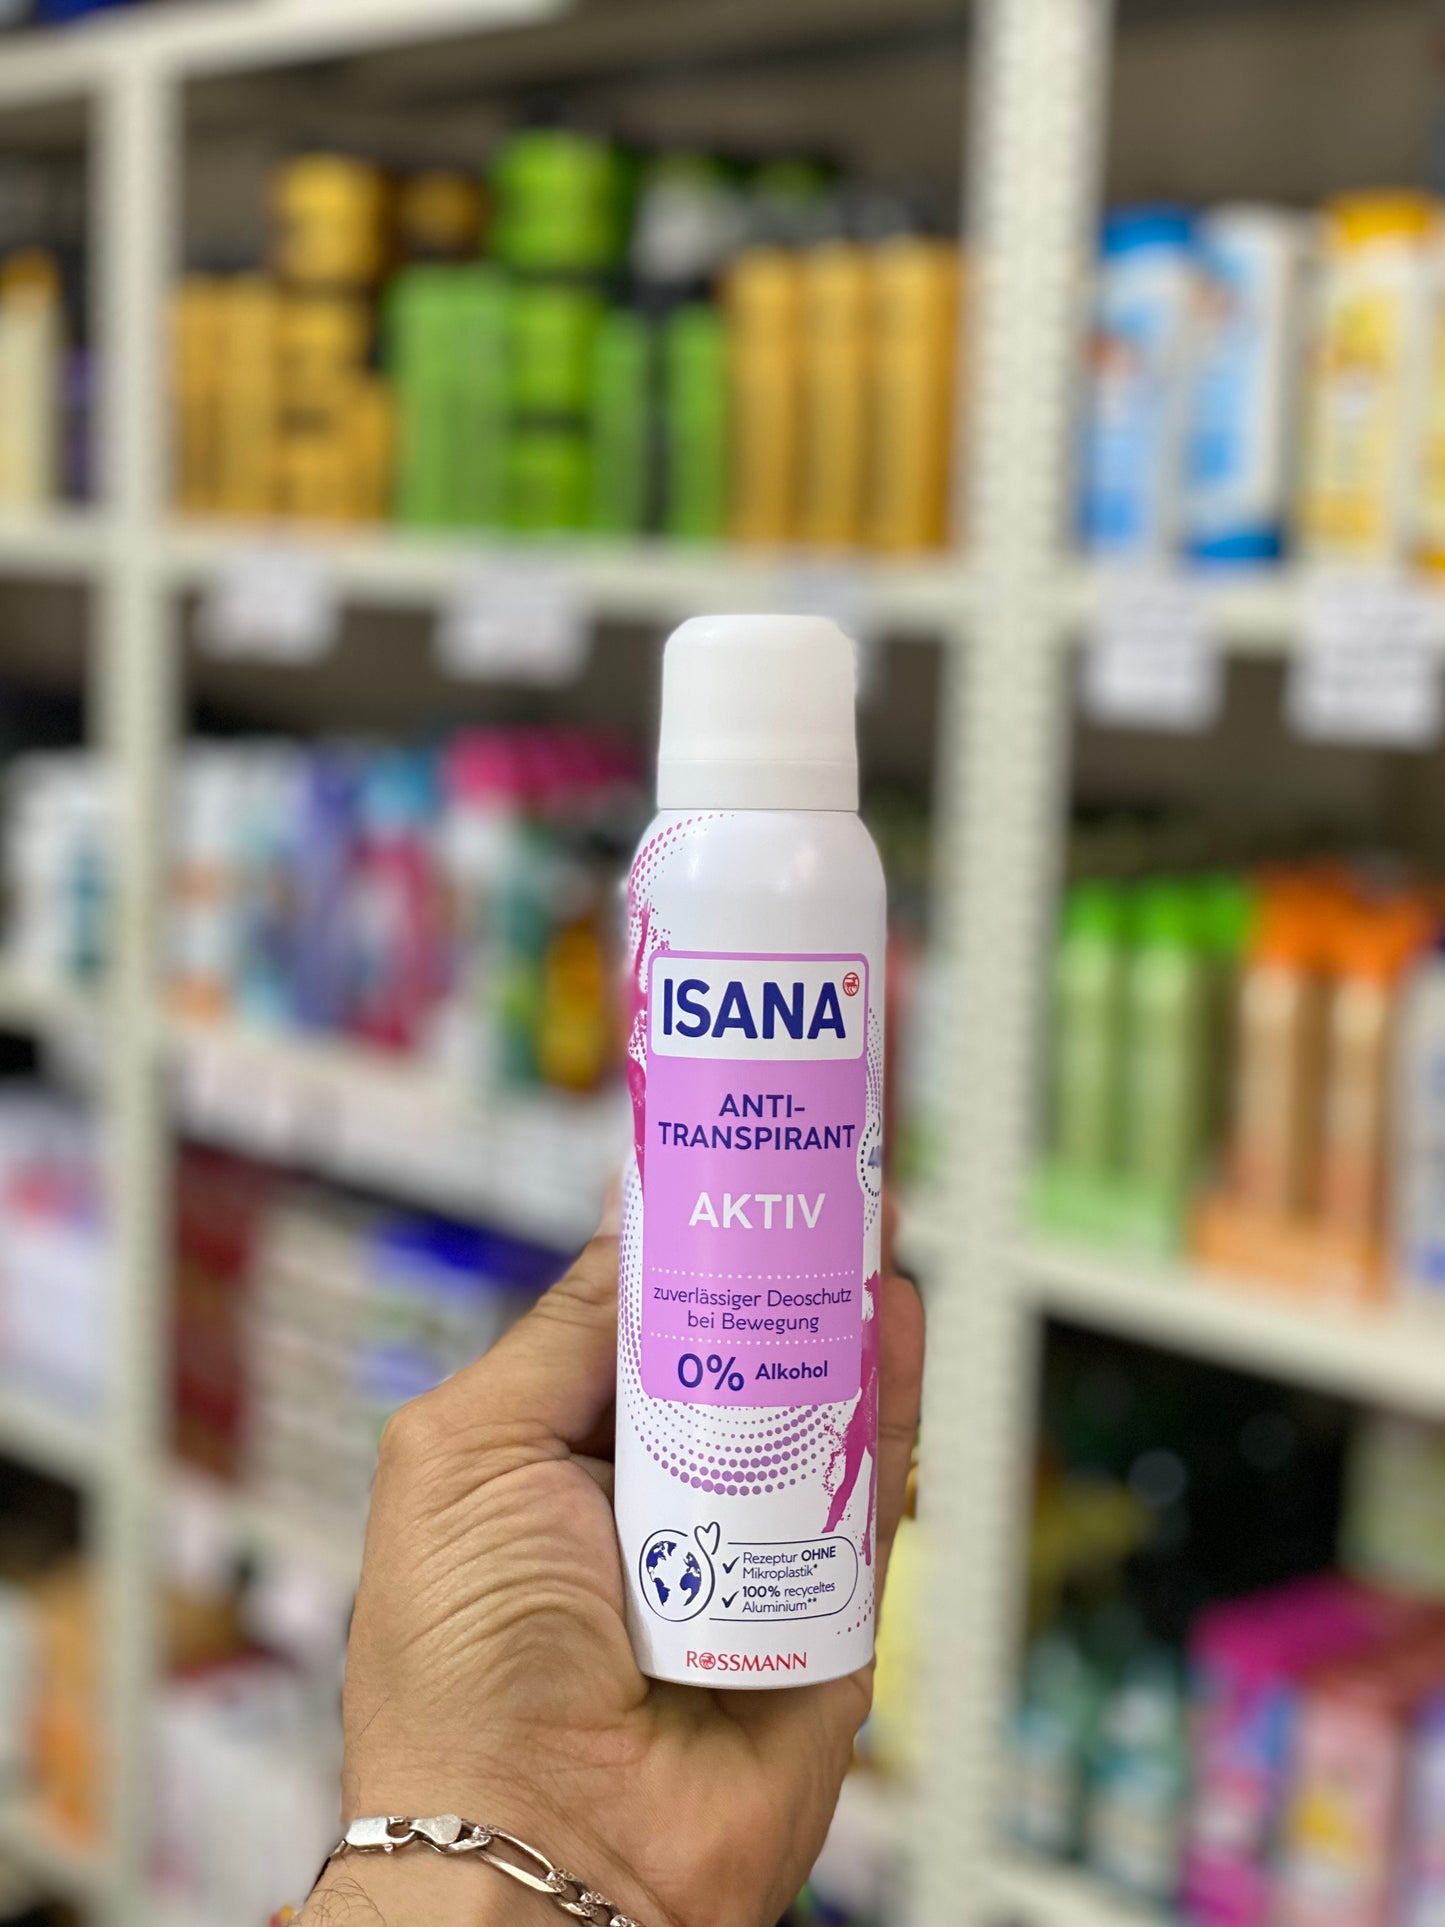 ISANA
ANTI-
TRANSPIRANT
AKTIV
zuverlässiger Deoschutz
bei Bewegung
0% Alkohol
Rezeptur OHNE
Mikroplastik*
100% recyceltes
Aluminium**
ROSSMANN